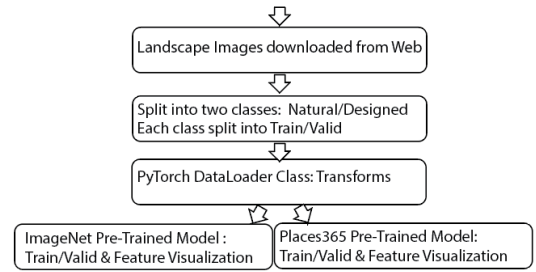 Landscape Images downloaded from Web
Split into two classes: Natural/Designed
Each class split into Train/Valid
PyTorch DataLoader Class: Transforms
ImageNet Pre-Trained Model :
Train/Valid & Feature Visualization
Places365 Pre-Trained Model:
Train/Valid & Feature Visualization